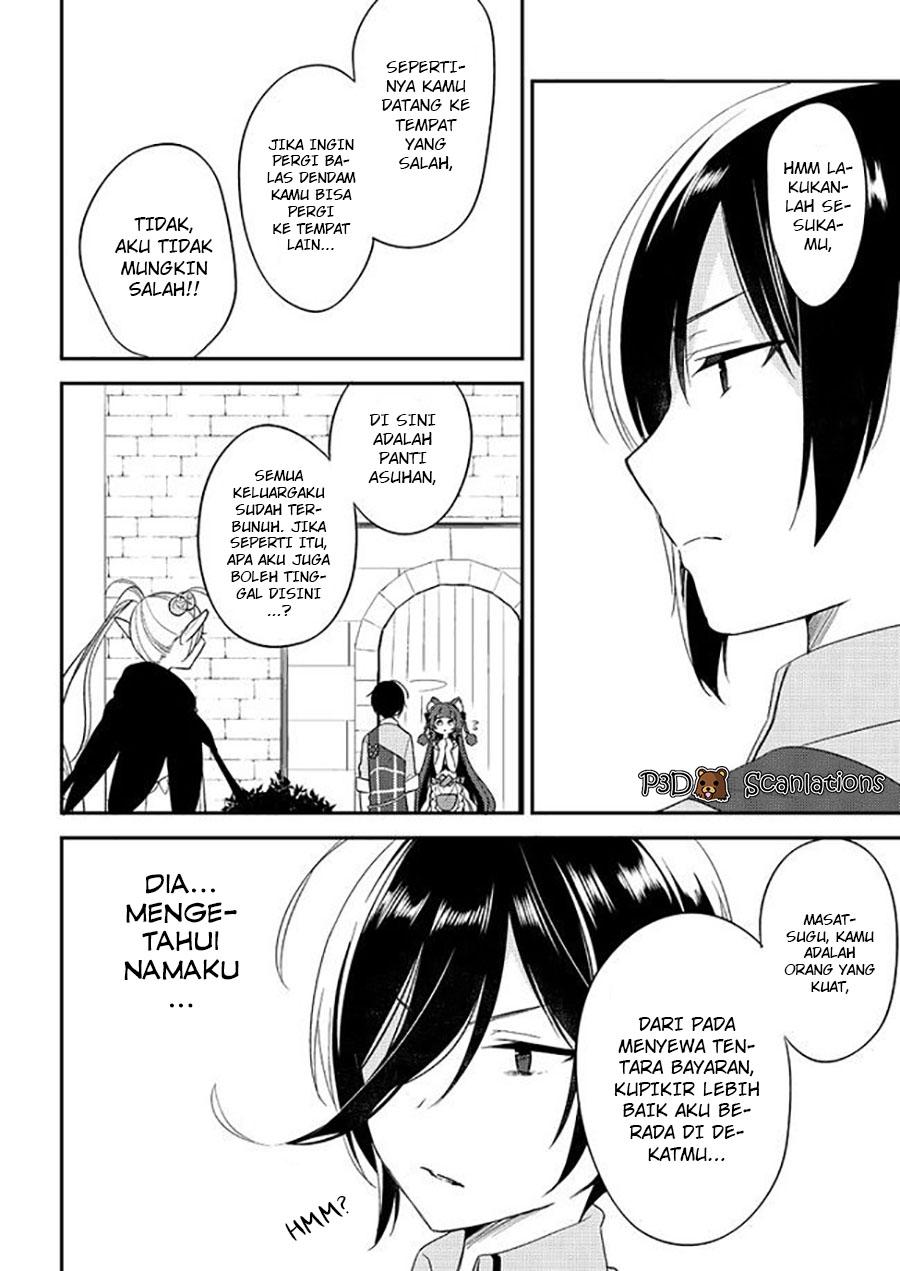 HMM LA-
KUKAN-
LAH SE-
SUKA-
MU,
SEPERTI-
NYA KAMU
DATANG KE
TEMPAT
YANG
SALAH,
JIKA INGIN
PERGI BA-
LAS DENDAM
KAMU BISA
PERGI
KE TEMPAT
LAIN...
TIDAK,
AKU TIDAK
MUNGKIN
SALAH!!
DI SINI
ADALAH
PANTI
ASUHAN,
SEMUA
KELUARGAKU
SUDAH TER-
BUNUH. JIKA
SEPERTI ITU,
APA AKU JUGA
BOLEH TING-
GAL DISINI
...?
P3D Scanlations
MASAT-
SUGU, KAMU
ADALAH
ORANG YANG
KUAT,
DARI PADA
MENYEWA TEN-
TARA BAYARAN,
KUPIKIR LEBIH
BAIK AKU BE-
RADA DI DE-
KATMU...
DIA...
MENGE-
TAHUI
NAMAKU
...
HMM?